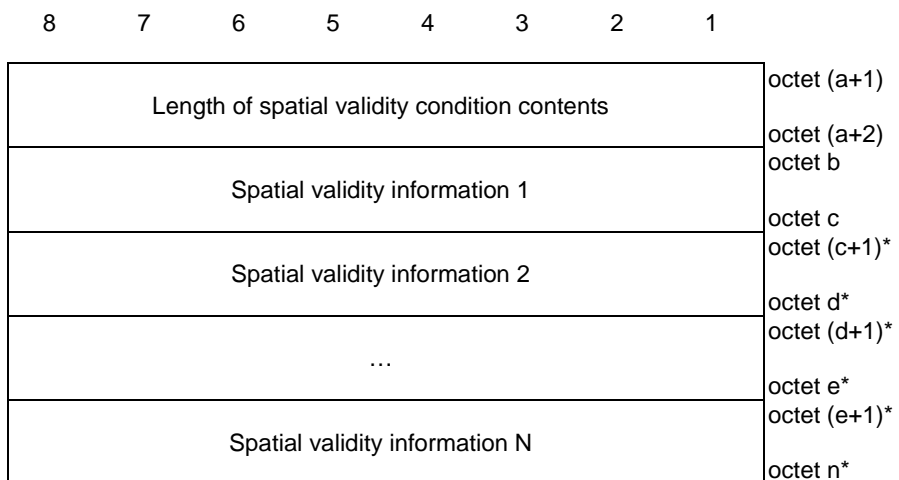 8 7 6 5 4 3 2 1
octet (a+1)
Length of spatial validity condition contents
octet (a+2)
octet b
Spatial validity information 1
octet c
octet (c+1)*
Spatial validity information 2
octet d*
octet (d+1)*
…
octet e*
octet (e+1)*
Spatial validity information N
octet n*